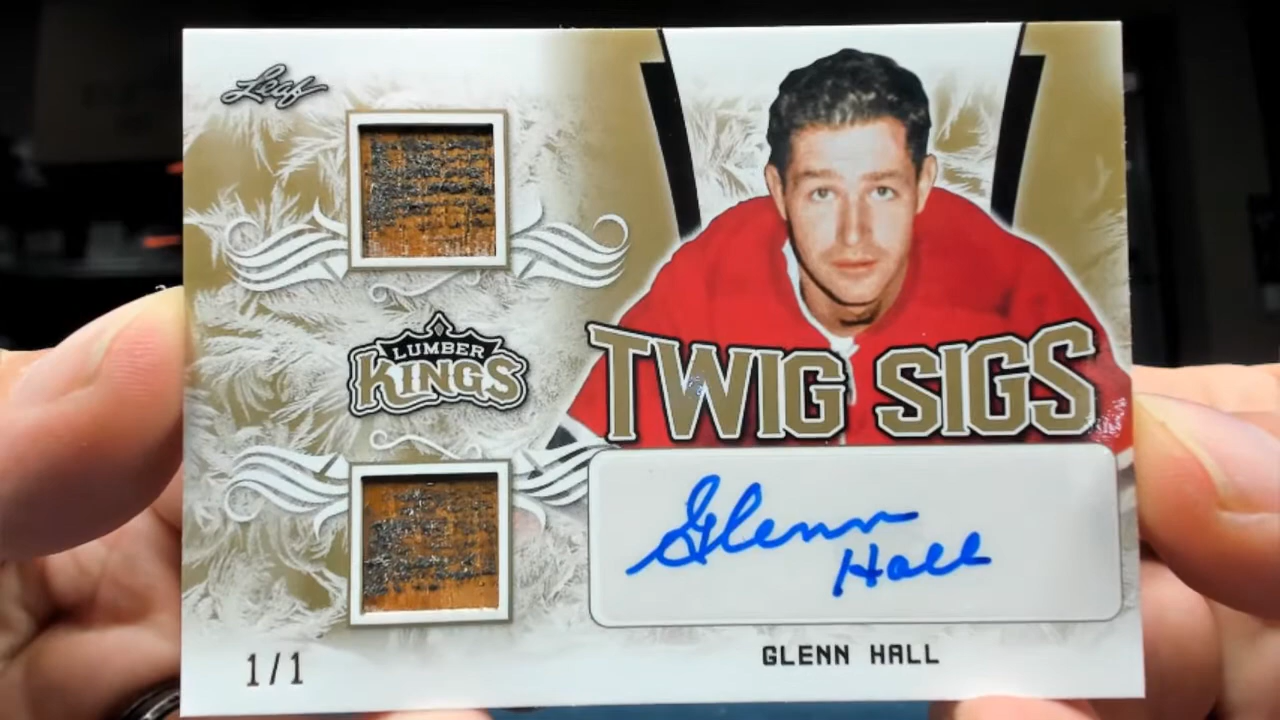 Leaf
LUMBER
KINGS
TWIG SIGS
Glenn
Hall
1/1
GLENN HALL